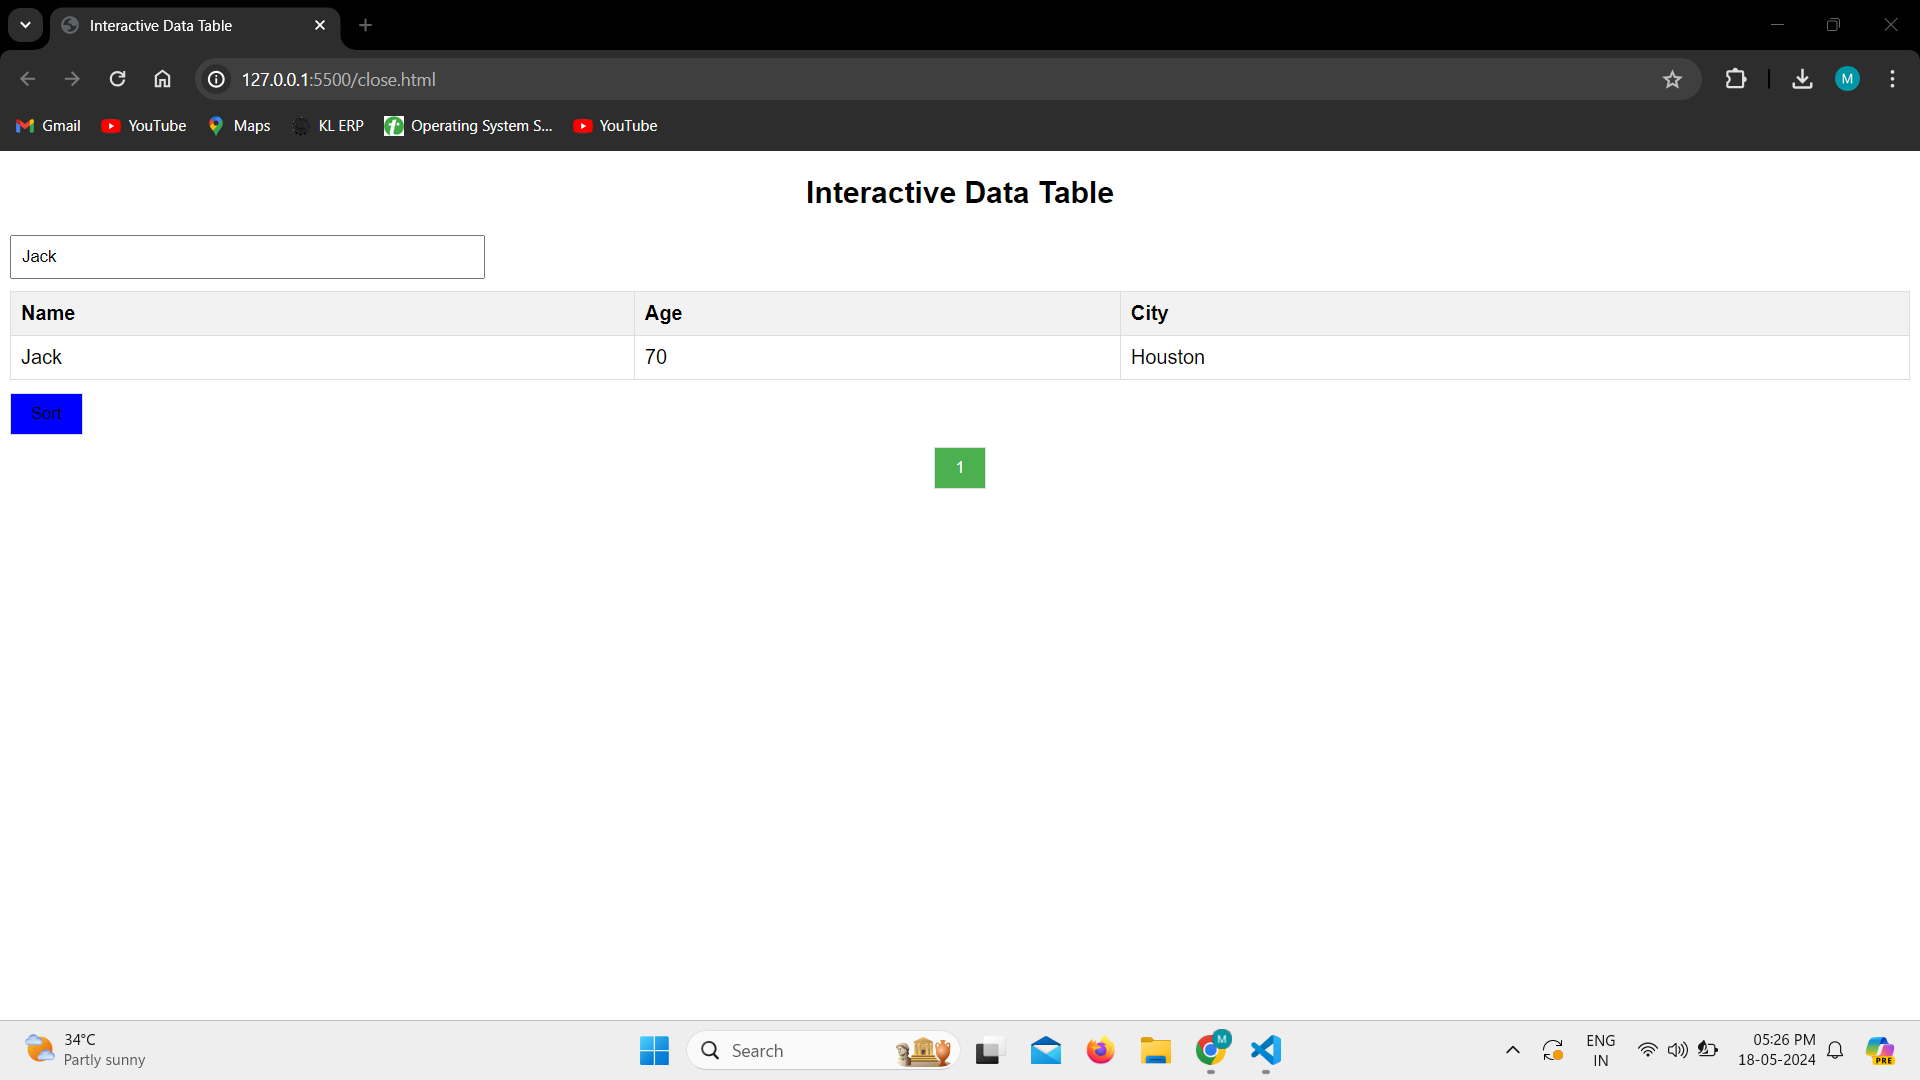 Interactive Data Table
127.0.0.1:5500/close.html
M
Gmail YouTube Maps KL ERP Operating System S... YouTube
Interactive Data Table
Jack
Name Age City
Jack 70 Houston
Sort
1
34°C
Partly sunny
Search
M
ENG
IN
05:26 PM
18-05-2024
PRE